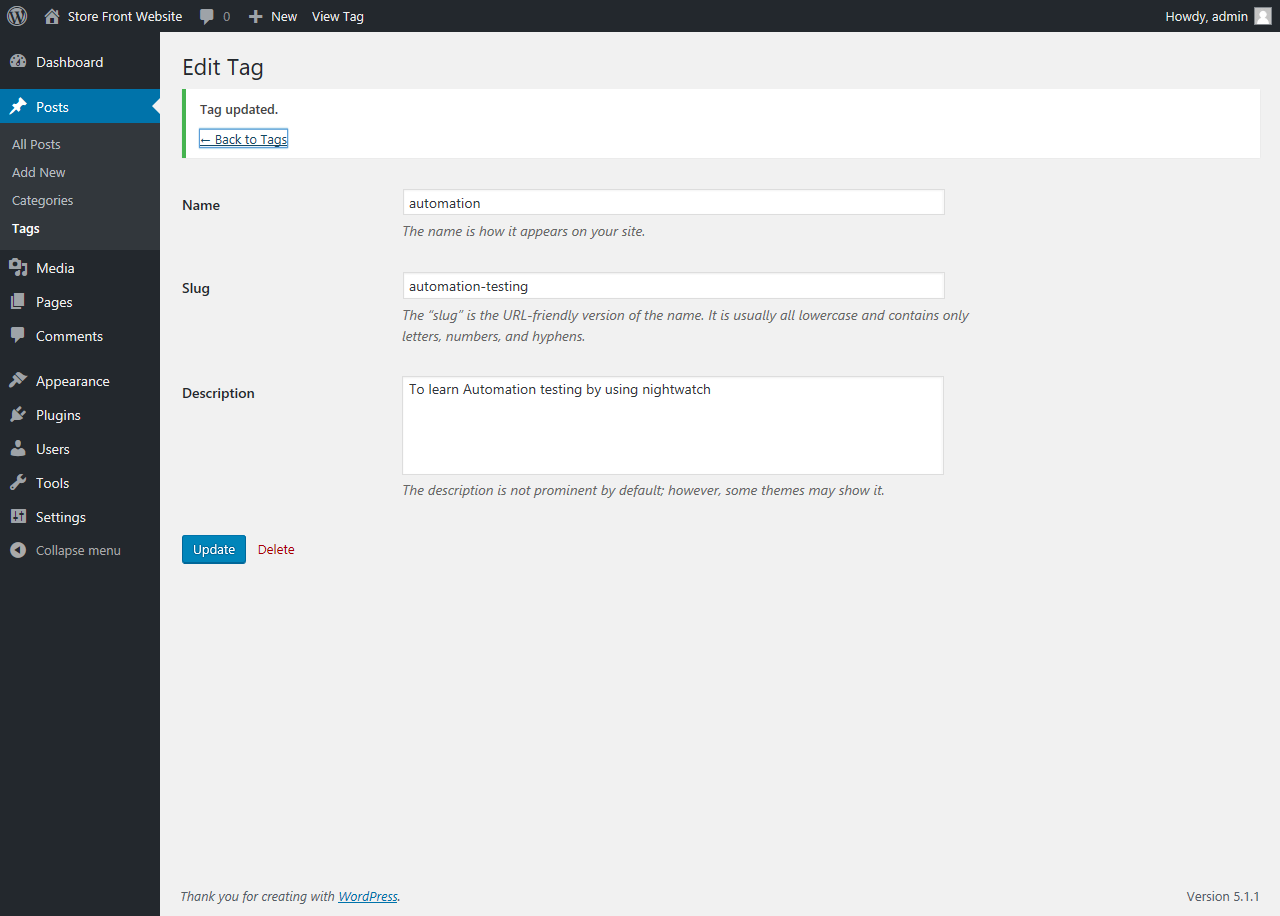 Store Front Website 0 New View Tag Howdy, admin
Dashboard
Posts
All Posts
Add New
Categories
Tags
Media
Pages
Comments
Appearance
Plugins
Users
Tools
Settings
Collapse menu
Edit Tag
Tag updated.
← Back to Tags
Name
automation
The name is how it appears on your site.
Slug
automation-testing
The “slug” is the URL-friendly version of the name. It is usually all lowercase and contains only
letters, numbers, and hyphens.
Description
To learn Automation testing by using nightwatch
The description is not prominent by default; however, some themes may show it.
Update Delete
Thank you for creating with WordPress. Version 5.1.1